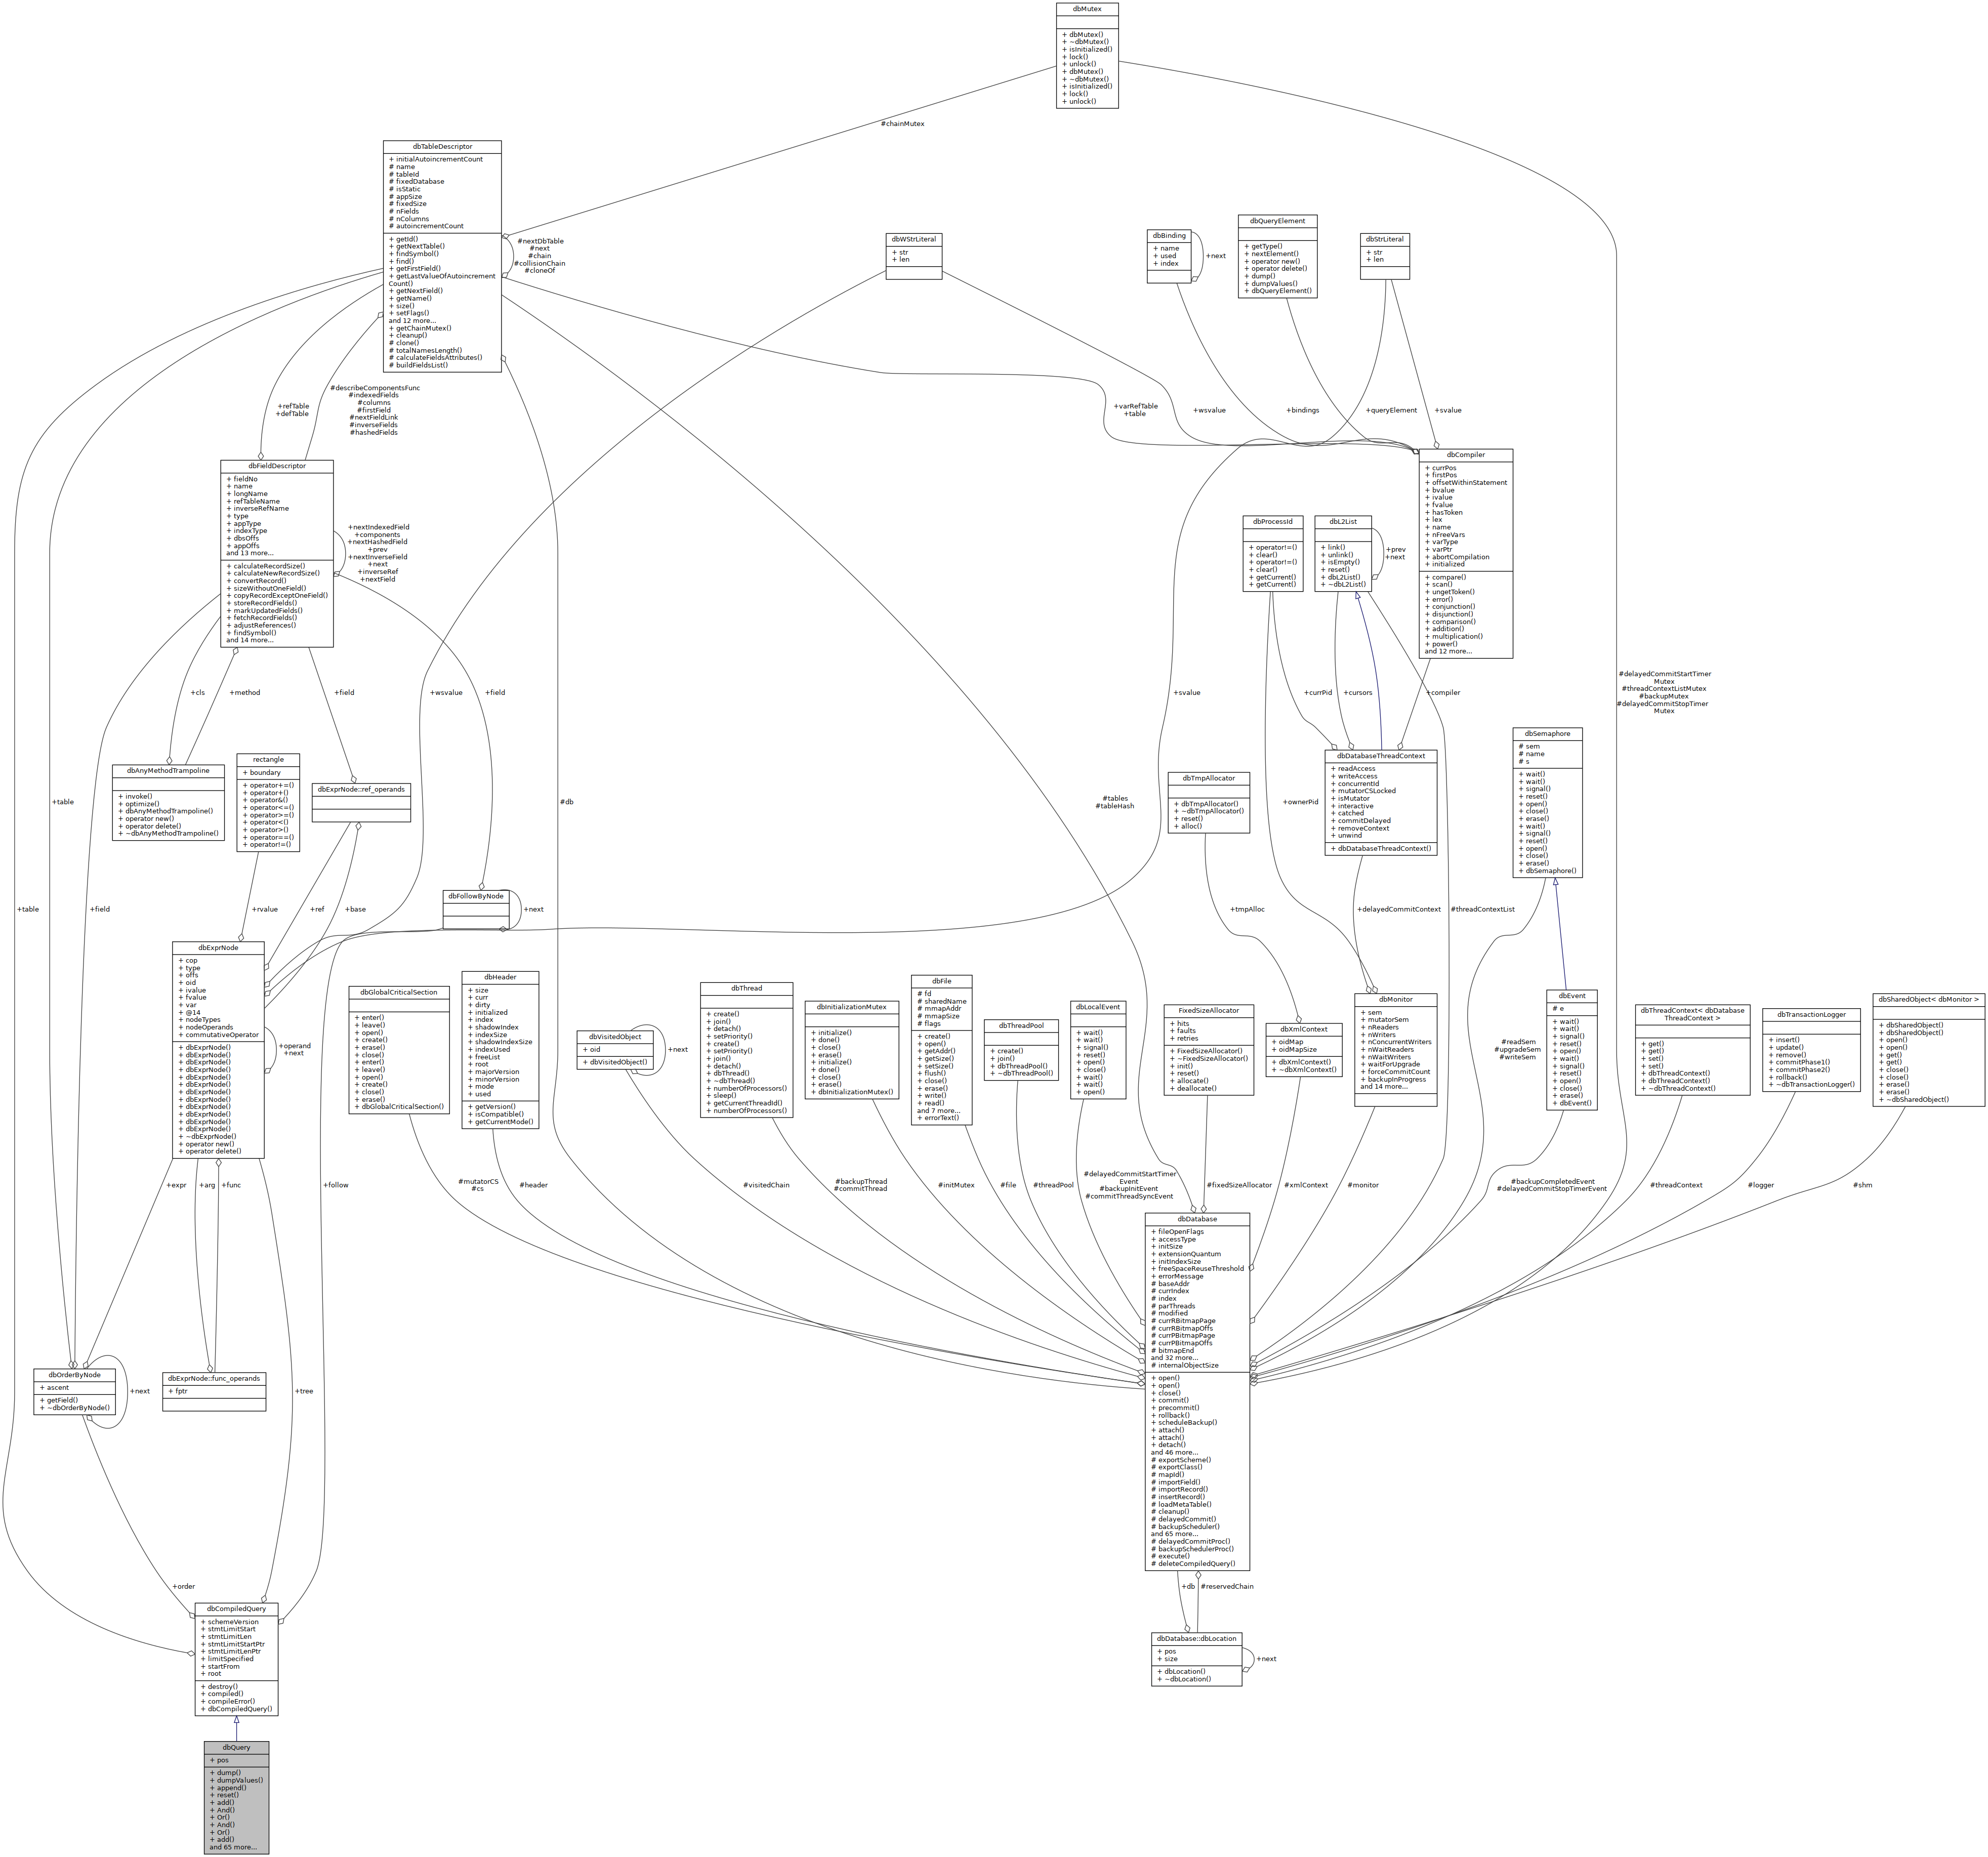 dbMutex
+ dbMutex()
+ ~dbMutex()
+ isInitialized()
+ lock()
+ unlock()
+ dbMutex()
+ ~dbMutex()
+ isInitialized()
+ lock()
+ unlock()
#chainMutex
dbTableDescriptor
+ initialAutoincrementCount
# name
# tableId
# fixedDatabase
# isStatic
# appSize
# fixedSize
# nFields
# nColumns
# autoincrementCount
+ getId()
+ getNextTable()
+ findSymbol()
+ find()
+ getFirstField()
+ getLastValueOfAutoincrement
Count()
+ getNextField()
+ getName()
+ size()
+ setFlags()
and 12 more...
+ getChainMutex()
+ cleanup()
# clone()
# totalNamesLength()
# calculateFieldsAttributes()
# buildFieldsList()
#nextDbTable
#next
#chain
#collisionChain
#cloneOf
dbWStrLiteral
+ str
+ len
dbBinding
+ name
+ used
+ index
+next
dbQueryElement
+ getType()
+ nextElement()
+ operator new()
+ operator delete()
+ dump()
+ dumpValues()
+ dbQueryElement()
dbStrLiteral
+ str
+ len
+refTable
+defTable
#describeComponentsFunc
#indexedFields
#columns
#firstField
#nextFieldLink
#inverseFields
#hashedFields
+varRefTable
+table
+wsvalue
+bindings
+queryElement
+svalue
dbFieldDescriptor
+ fieldNo
+ name
+ longName
+ refTableName
+ inverseRefName
+ type
+ appType
+ indexType
+ dbsOffs
+ appOffs
and 13 more...
+ calculateRecordSize()
+ calculateNewRecordSize()
+ convertRecord()
+ sizeWithoutOneField()
+ copyRecordExceptOneField()
+ storeRecordFields()
+ markUpdatedFields()
+ fetchRecordFields()
+ adjustReferences()
+ findSymbol()
and 14 more...
+nextIndexedField
+components
+nextHashedField
+prev
+nextInverseField
+next
+inverseRef
+nextField
dbCompiler
+ currPos
+ firstPos
+ offsetWithinStatement
+ bvalue
+ ivalue
+ fvalue
+ hasToken
+ lex
+ name
+ nFreeVars
+ varType
+ varPtr
+ abortCompilation
+ initialized
+ compare()
+ scan()
+ ungetToken()
+ error()
+ conjunction()
+ disjunction()
+ comparison()
+ addition()
+ multiplication()
+ power()
and 12 more...
dbProcessId
+ operator!=()
+ clear()
+ operator!=()
+ clear()
+ getCurrent()
+ getCurrent()
dbL2List
+ link()
+ unlink()
+ isEmpty()
+ reset()
+ dbL2List()
+ ~dbL2List()
+prev
+next
+cls
+method
+field
+wsvalue
+field
+svalue
+currPid
+cursors
+compiler
#delayedCommitStartTimer
Mutex
#threadContextListMutex
#backupMutex
#delayedCommitStopTimer
Mutex
dbAnyMethodTrampoline
+ invoke()
+ optimize()
+ dbAnyMethodTrampoline()
+ operator new()
+ operator delete()
+ ~dbAnyMethodTrampoline()
rectangle
+ boundary
+ operator+=()
+ operator+()
+ operator&()
+ operator<=()
+ operator>=()
+ operator<()
+ operator>()
+ operator==()
+ operator!=()
dbExprNode::ref_operands
dbTmpAllocator
+ dbTmpAllocator()
+ ~dbTmpAllocator()
+ reset()
+ alloc()
dbDatabaseThreadContext
+ readAccess
+ writeAccess
+ concurrentId
+ mutatorCSLocked
+ isMutator
+ interactive
+ catched
+ commitDelayed
+ removeContext
+ unwind
+ dbDatabaseThreadContext()
dbSemaphore
# sem
# name
# s
+ wait()
+ wait()
+ signal()
+ reset()
+ open()
+ close()
+ erase()
+ wait()
+ signal()
+ reset()
+ open()
+ close()
+ erase()
+ dbSemaphore()
+table
#db
#tables
#tableHash
+ownerPid
+table
+field
+rvalue
+ref
+base
dbFollowByNode
+next
+tmpAlloc
+delayedCommitContext
#threadContextList
dbExprNode
+ cop
+ type
+ offs
+ oid
+ ivalue
+ fvalue
+ var
+ @14
+ nodeTypes
+ nodeOperands
+ commutativeOperator
+ dbExprNode()
+ dbExprNode()
+ dbExprNode()
+ dbExprNode()
+ dbExprNode()
+ dbExprNode()
+ dbExprNode()
+ dbExprNode()
+ dbExprNode()
+ dbExprNode()
+ dbExprNode()
+ dbExprNode()
+ ~dbExprNode()
+ operator new()
+ operator delete()
+operand
+next
dbGlobalCriticalSection
+ enter()
+ leave()
+ open()
+ create()
+ erase()
+ close()
+ enter()
+ leave()
+ open()
+ create()
+ close()
+ erase()
+ dbGlobalCriticalSection()
dbHeader
+ size
+ curr
+ dirty
+ initialized
+ index
+ shadowIndex
+ indexSize
+ shadowIndexSize
+ indexUsed
+ freeList
+ root
+ majorVersion
+ minorVersion
+ mode
+ used
+ getVersion()
+ isCompatible()
+ getCurrentMode()
dbVisitedObject
+ oid
+ dbVisitedObject()
+next
dbThread
+ create()
+ join()
+ detach()
+ setPriority()
+ create()
+ setPriority()
+ join()
+ detach()
+ dbThread()
+ ~dbThread()
+ numberOfProcessors()
+ sleep()
+ getCurrentThreadId()
+ numberOfProcessors()
dbInitializationMutex
+ initialize()
+ done()
+ close()
+ erase()
+ initialize()
+ done()
+ close()
+ erase()
+ dbInitializationMutex()
dbFile
# fd
# sharedName
# mmapAddr
# mmapSize
# flags
+ create()
+ open()
+ getAddr()
+ getSize()
+ setSize()
+ flush()
+ close()
+ erase()
+ write()
+ read()
and 7 more...
+ errorText()
dbThreadPool
+ create()
+ join()
+ dbThreadPool()
+ ~dbThreadPool()
dbLocalEvent
+ wait()
+ wait()
+ signal()
+ reset()
+ open()
+ close()
+ wait()
+ wait()
+ open()
FixedSizeAllocator
+ hits
+ faults
+ retries
+ FixedSizeAllocator()
+ ~FixedSizeAllocator()
+ init()
+ reset()
+ allocate()
+ deallocate()
dbXmlContext
+ oidMap
+ oidMapSize
+ dbXmlContext()
+ ~dbXmlContext()
dbMonitor
+ sem
+ mutatorSem
+ nReaders
+ nWriters
+ nConcurrentWriters
+ nWaitReaders
+ nWaitWriters
+ waitForUpgrade
+ forceCommitCount
+ backupInProgress
and 14 more...
#readSem
#upgradeSem
#writeSem
dbEvent
# e
+ wait()
+ wait()
+ signal()
+ reset()
+ open()
+ wait()
+ signal()
+ reset()
+ open()
+ close()
+ erase()
+ dbEvent()
dbThreadContext< dbDatabase
ThreadContext >
+ get()
+ get()
+ set()
+ set()
+ dbThreadContext()
+ dbThreadContext()
+ ~dbThreadContext()
dbTransactionLogger
+ insert()
+ update()
+ remove()
+ commitPhase1()
+ commitPhase2()
+ rollback()
+ ~dbTransactionLogger()
dbSharedObject< dbMonitor >
+ dbSharedObject()
+ dbSharedObject()
+ open()
+ open()
+ get()
+ get()
+ close()
+ close()
+ erase()
+ erase()
+ ~dbSharedObject()
+expr
+arg
+func
+follow
#mutatorCS
#cs
#header
#visitedChain
#backupThread
#commitThread
#initMutex
#file
#threadPool
#delayedCommitStartTimer
Event
#backupInitEvent
#commitThreadSyncEvent
#fixedSizeAllocator
#xmlContext
#monitor
#backupCompletedEvent
#delayedCommitStopTimerEvent
#threadContext
#logger
#shm
dbDatabase
+ fileOpenFlags
+ accessType
+ initSize
+ extensionQuantum
+ initIndexSize
+ freeSpaceReuseThreshold
+ errorMessage
# baseAddr
# currIndex
# index
# parThreads
# modified
# currRBitmapPage
# currRBitmapOffs
# currPBitmapPage
# currPBitmapOffs
# bitmapEnd
and 32 more...
# internalObjectSize
+ open()
+ open()
+ close()
+ commit()
+ precommit()
+ rollback()
+ scheduleBackup()
+ attach()
+ attach()
+ detach()
and 46 more...
# exportScheme()
# exportClass()
# mapId()
# importField()
# importRecord()
# insertRecord()
# loadMetaTable()
# cleanup()
# delayedCommit()
# backupScheduler()
and 65 more...
# delayedCommitProc()
# backupSchedulerProc()
# execute()
# deleteCompiledQuery()
dbOrderByNode
+ ascent
+ getField()
+ ~dbOrderByNode()
+next
dbExprNode::func_operands
+ fptr
+tree
+order
+db
#reservedChain
dbCompiledQuery
+ schemeVersion
+ stmtLimitStart
+ stmtLimitLen
+ stmtLimitStartPtr
+ stmtLimitLenPtr
+ limitSpecified
+ startFrom
+ root
+ destroy()
+ compiled()
+ compileError()
+ dbCompiledQuery()
dbDatabase::dbLocation
+ pos
+ size
+ dbLocation()
+ ~dbLocation()
+next
dbQuery
+ pos
+ dump()
+ dumpValues()
+ append()
+ reset()
+ add()
+ And()
+ Or()
+ And()
+ Or()
+ add()
and 65 more...